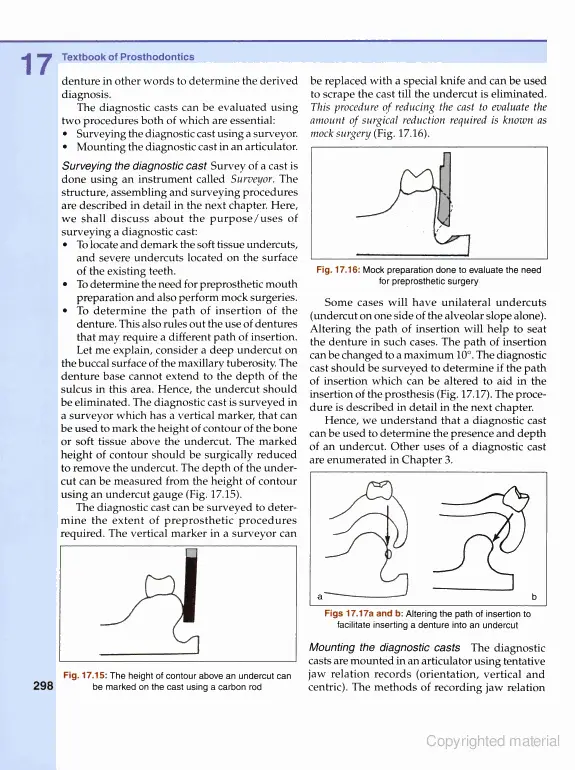 17
Textbook of Prosthodontics
denture in other words to determine the derived
diagnosis.
The diagnostic casts can be evaluated using
two procedures both of which are essential:
• Surveying the diagnostic cast using a surveyor.
• Mounting the diagnostic cast in an articulator.
Surveying the diagnostic cast Survey of a cast is
done using an instrument called Surveyor. The
structure, assembling and surveying procedures
are described in detail in the next chapter. Here,
we shall discuss about the purpose/uses of
surveying a diagnostic cast:
• To locate and demark the soft tissue undercuts,
and severe undercuts located on the surface
of the existing teeth.
• To determine the need for preprosthetic mouth
preparation and also perform mock surgeries.
• To determine the path of insertion of the
denture. This also rules out the use of dentures
that may require a different path of insertion.
Let me explain, consider a deep undercut on
the buccal surface of the maxillary tuberosity. The
denture base cannot extend to the depth of the
sulcus in this area. Hence, the undercut should
be eliminated. The diagnostic cast is surveyed in
a surveyor which has a vertical marker, that can
be used to mark the height of contour of the bone
or soft tissue above the undercut. The marked
height of contour should be surgically reduced
to remove the undercut. The depth of the under-
cut can be measured from the height of contour
using an undercut gauge (Fig. 17.15).
The diagnostic cast can be surveyed to deter-
mine the extent of preprosthetic procedures
required. The vertical marker in a surveyor can
Fig. 17.15: The height of contour above an undercut can
be marked on the cast using a carbon rod
298
be replaced with a special knife and can be used
to scrape the cast till the undercut is eliminated.
This procedure of reducing the cast to evaluate the
amount of surgical reduction required is known as
mock surgery (Fig. 17.16).
Fig. 17.16: Mock preparation done to evaluate the need
for preprosthetic surgery
Some cases will have unilateral undercuts
(undercut on one side of the alveolar slope alone).
Altering the path of insertion will help to seat
the denture in such cases. The path of insertion
can be changed to a maximum 10°. The diagnostic
cast should be surveyed to determine if the path
of insertion which can be altered to aid in the
insertion of the prosthesis (Fig. 17.17). The proce-
dure is described in detail in the next chapter.
Hence, we understand that a diagnostic cast
can be used to determine the presence and depth
of an undercut. Other uses of a diagnostic cast
are enumerated in Chapter 3.
a b
Figs 17.17a and b: Altering the path of insertion to
facilitate inserting a denture into an undercut
Mounting the diagnostic casts The diagnostic
casts are mounted in an articulator using tentative
jaw relation records (orientation, vertical and
centric). The methods of recording jaw relation
Copyrighted material